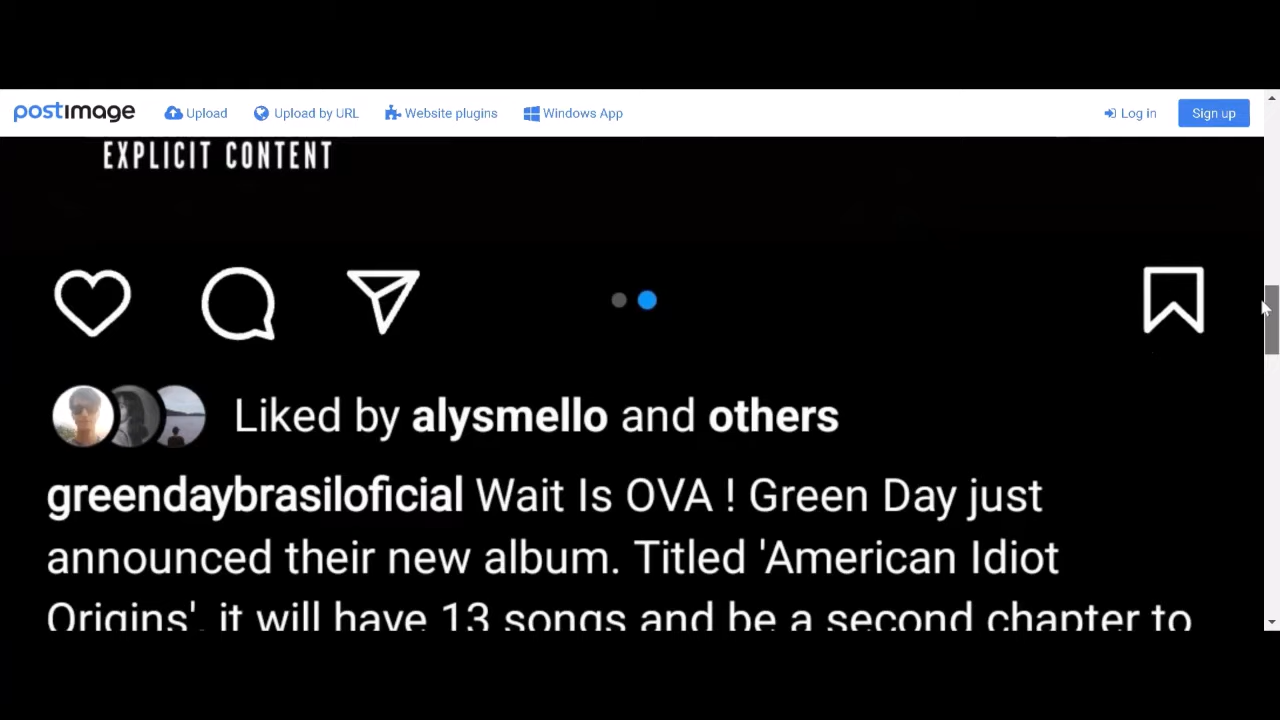 postimage Upload Upload by URL Website plugins Windows App Log in Sign up
EXPLICIT CONTENT
Liked by alysmello and others
greendaybrasiloficial Wait Is OVA ! Green Day just
announced their new album. Titled 'American Idiot
Origins', it will have 13 songs and be a second chapter to